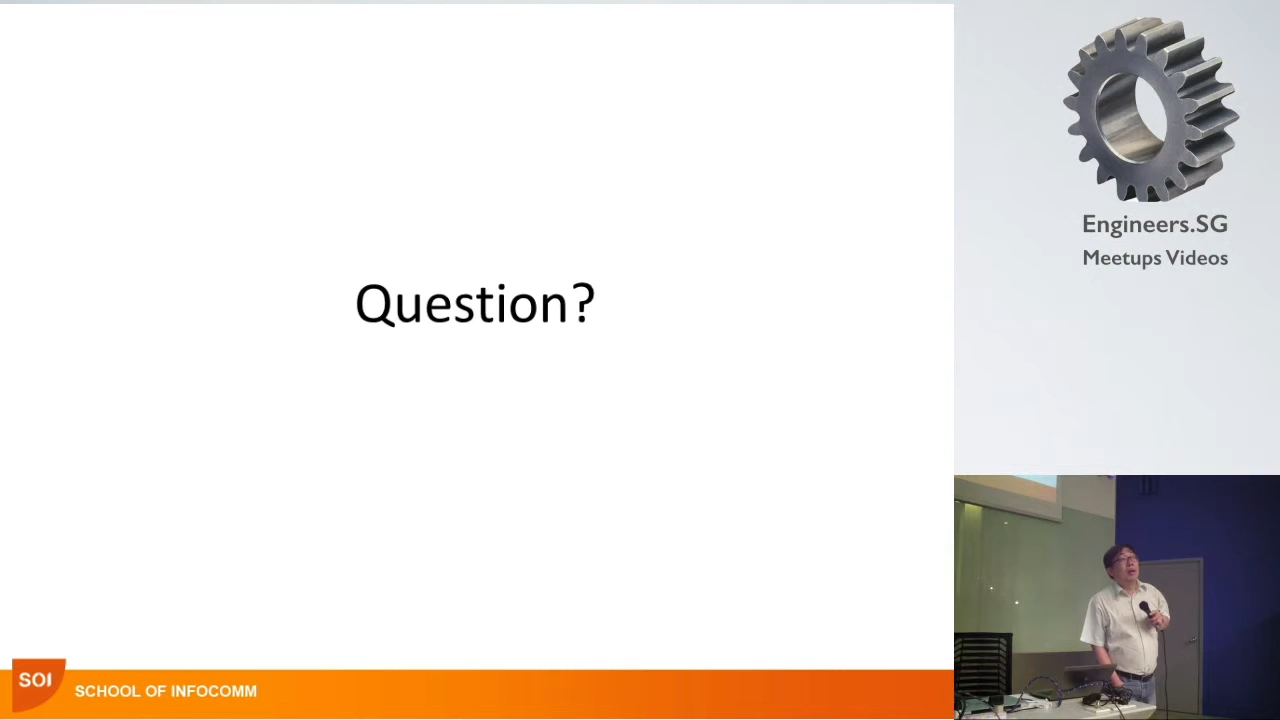 Question?
SOI
SCHOOL OF INFOCOMM
Engineers.SG
Meetups Videos